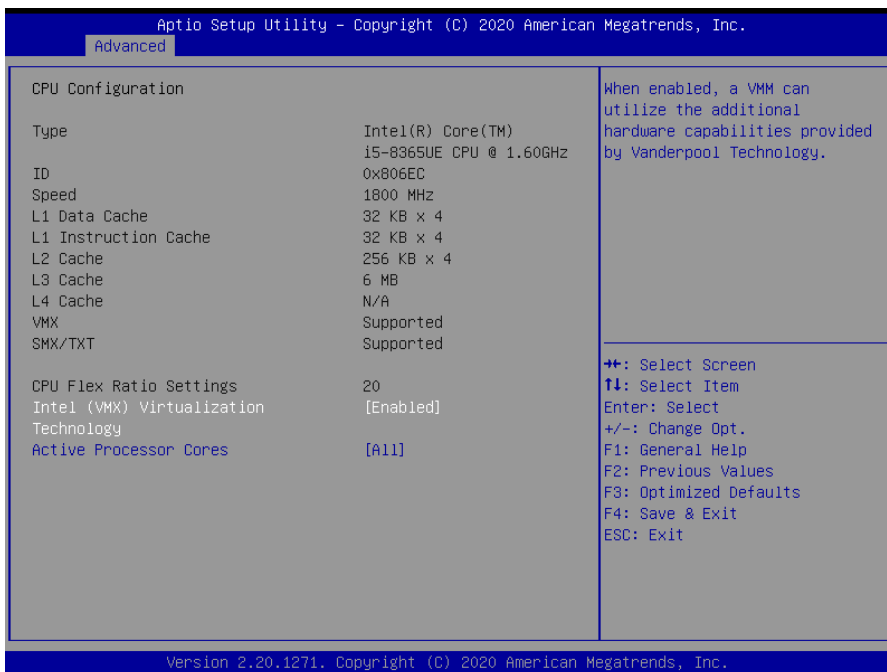 Aptio Setup Utility – Copyright (C) 2020 American Megatrends, Inc.
Advanced
CPU Configuration
Type Intel(R) Core(TM)
i5-8365UE CPU @ 1.60GHz
ID 0x806EC
Speed 1800 MHz
L1 Data Cache 32 KB x 4
L1 Instruction Cache 32 KB x 4
L2 Cache 256 KB x 4
L3 Cache 6 MB
L4 Cache N/A
VMX Supported
SMX/TXT Supported
CPU Flex Ratio Settings 20
Intel (VMX) Virtualization [Enabled]
Technology
Active Processor Cores [All]
When enabled, a VMM can
utilize the additional
hardware capabilities provided
by Vanderpool Technology.
→←: Select Screen
↑↓: Select Item
Enter: Select
+/-: Change Opt.
F1: General Help
F2: Previous Values
F3: Optimized Defaults
F4: Save & Exit
ESC: Exit
Version 2.20.1271. Copyright (C) 2020 American Megatrends, Inc.